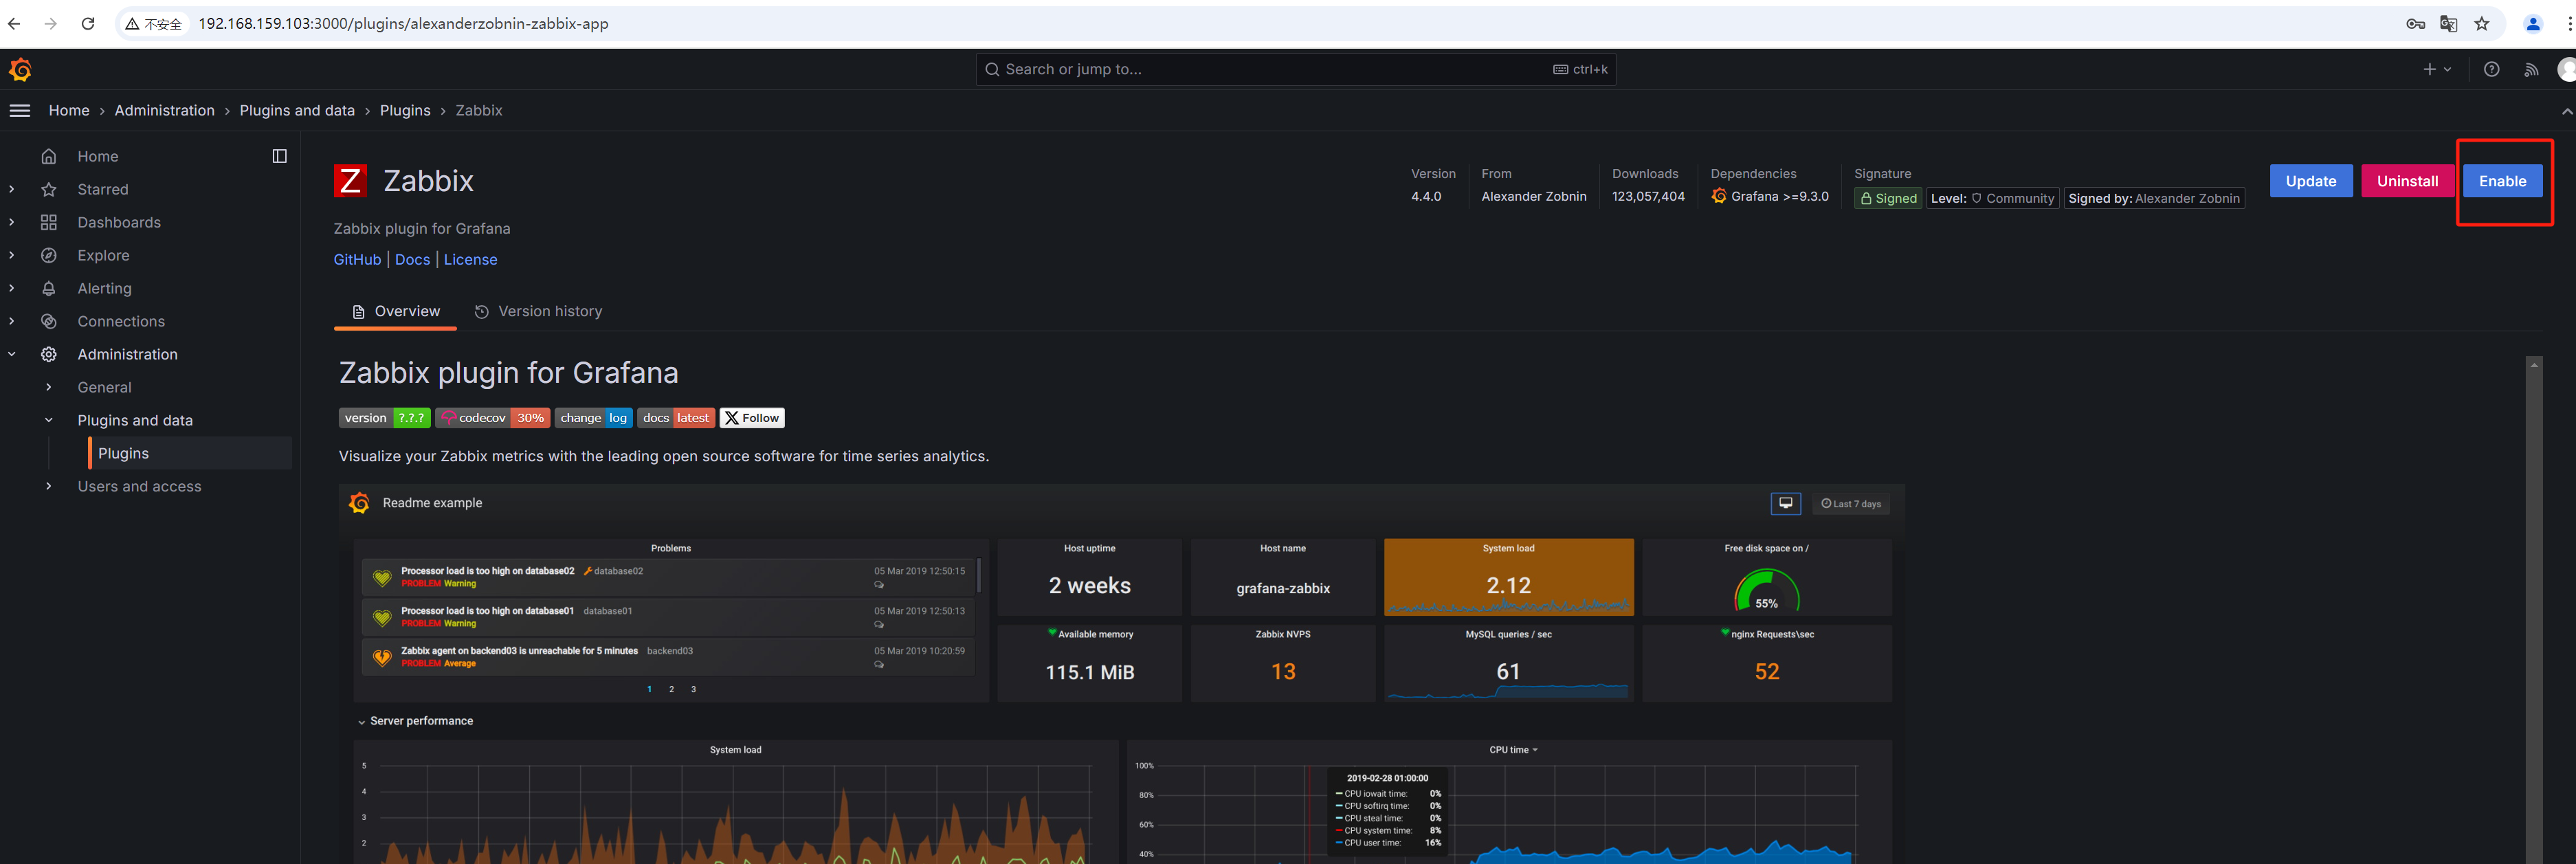 不安全 192.168.159.103:3000/plugins/alexanderzobnin-zabbix-app
Search or jump to... ctrl+k
Home › Administration › Plugins and data › Plugins › Zabbix
Home
Starred
Dashboards
Explore
Alerting
Connections
Administration
General
Plugins and data
Plugins
Users and access
Z Zabbix
Version
4.4.0
From
Alexander Zobnin
Downloads
123,057,404
Dependencies
Grafana >=9.3.0
Signature
Signed Level: Community Signed by: Alexander Zobnin
Update Uninstall Enable
Zabbix plugin for Grafana
GitHub | Docs | License
Overview Version history
Zabbix plugin for Grafana
version ?.?.? codecov 30% change log docs latest X Follow
Visualize your Zabbix metrics with the leading open source software for time series analytics.
Readme example Last 7 days
Problems
Processor load is too high on database02 database02 05 Mar 2019 12:50:15
PROBLEM Warning
Processor load is too high on database01 database01 05 Mar 2019 12:50:13
PROBLEM Warning
Zabbix agent on backend03 is unreachable for 5 minutes backend03 05 Mar 2019 10:20:59
PROBLEM Average
1 2 3
Host uptime
2 weeks
Host name
grafana-zabbix
System load
2.12
Free disk space on /
55%
Available memory
115.1 MiB
Zabbix NVPS
13
MySQL queries / sec
61
nginx Requests\sec
52
Server performance
System load
5
4
3
2
CPU time
100%
80%
60%
40%
2019-02-28 01:00:00
CPU iowait time: 0%
CPU softirq time: 0%
CPU steal time: 0%
CPU system time: 8%
CPU user time: 16%